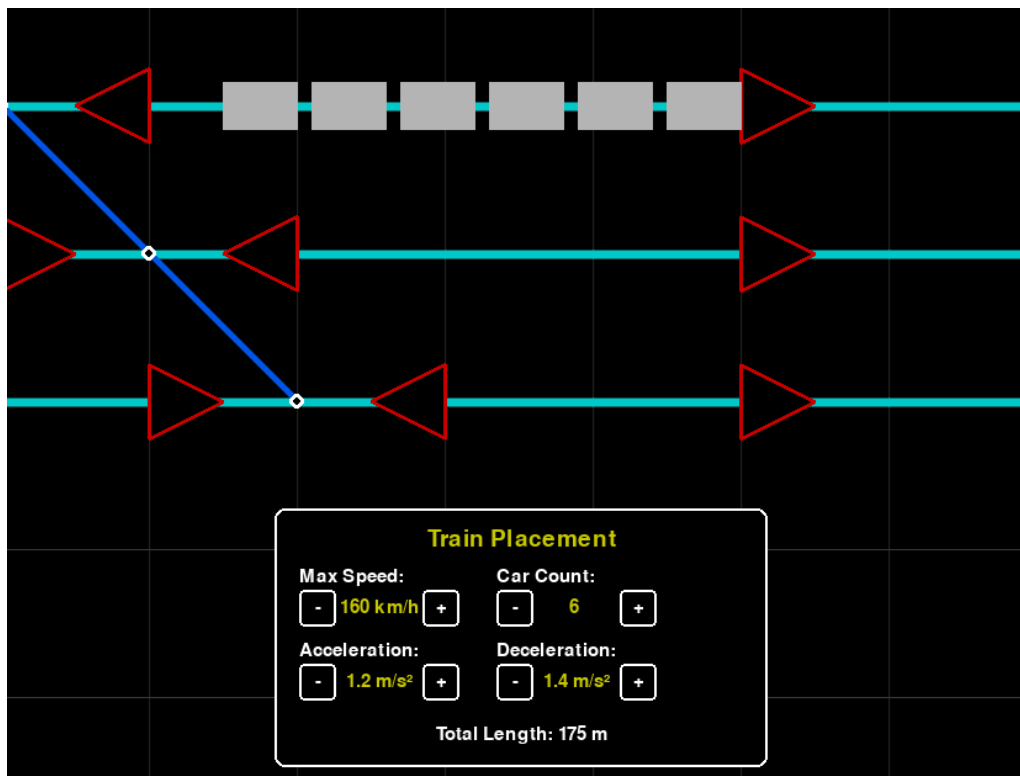 Train Placement
Max Speed: Car Count:
- 160 km/h + - 6 +
Acceleration: Deceleration:
- 1.2 m/s² + - 1.4 m/s² +
Total Length: 175 m